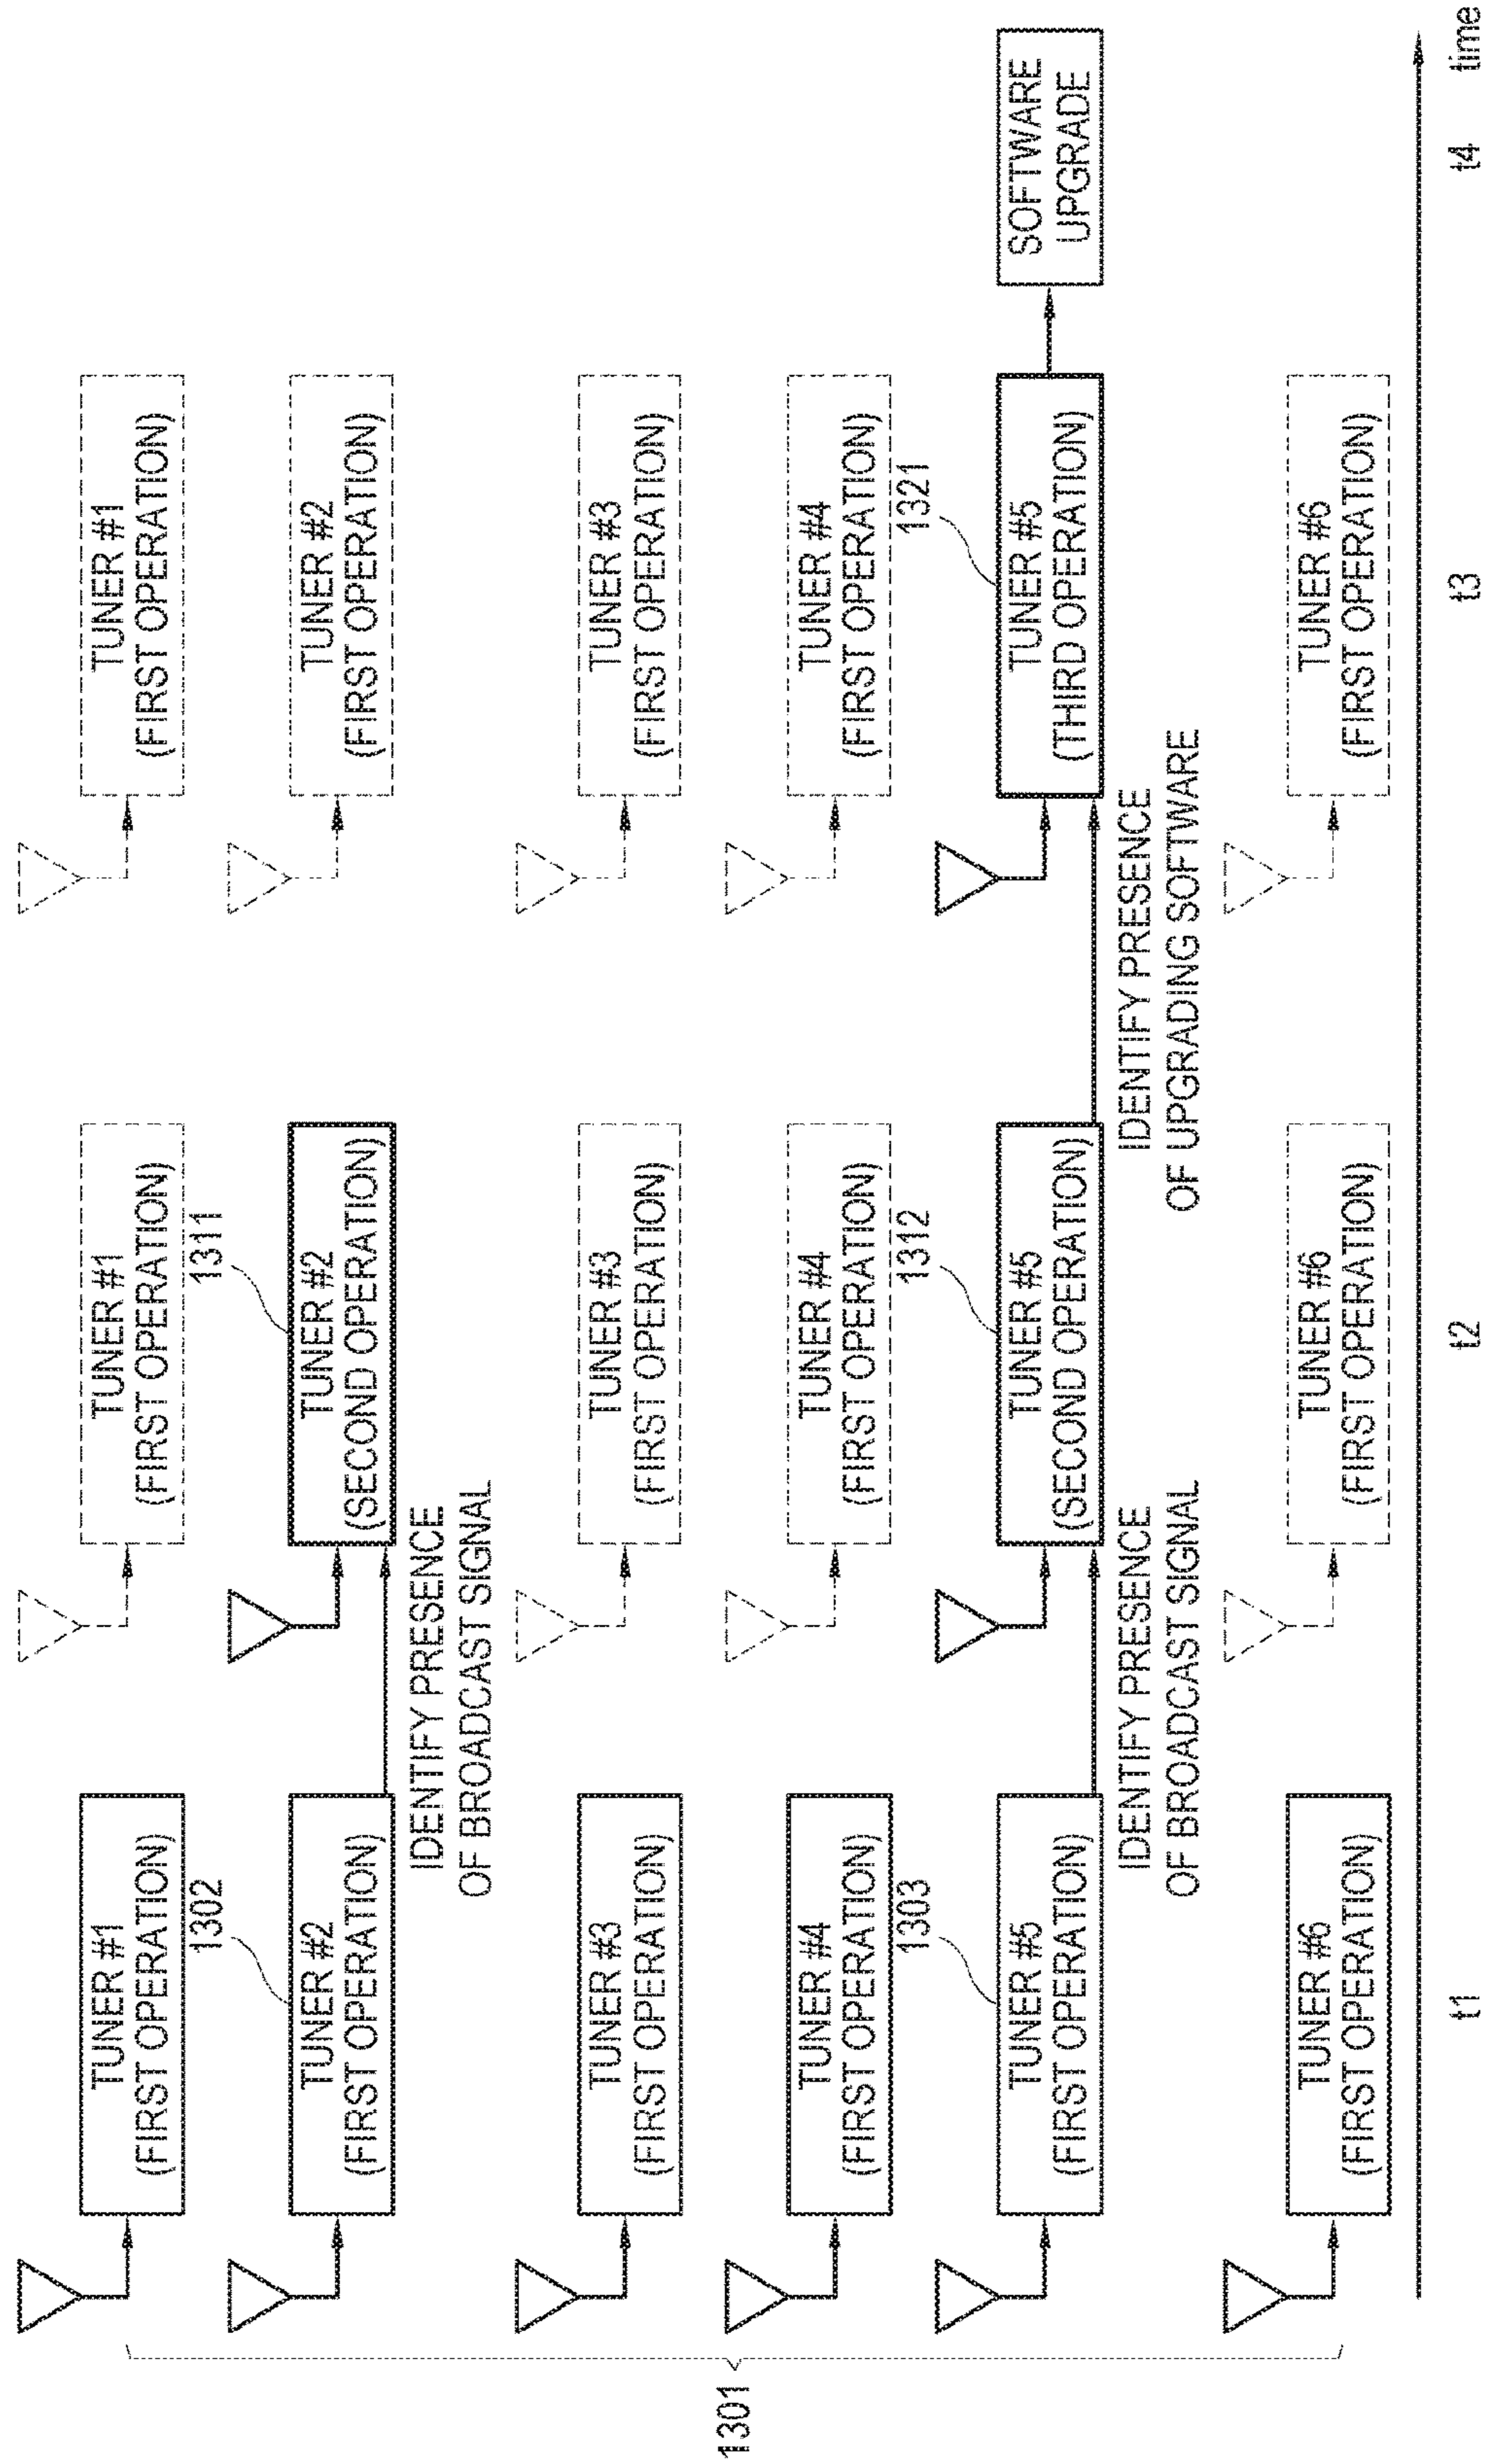 1301
TUNER #1
(FIRST OPERATION)
1302
TUNER #2
(FIRST OPERATION)
IDENTIFY PRESENCE
OF BROADCAST SIGNAL
TUNER #3
(FIRST OPERATION)
TUNER #4
(FIRST OPERATION)
1303
TUNER #5
(FIRST OPERATION)
IDENTIFY PRESENCE
OF BROADCAST SIGNAL
TUNER #6
(FIRST OPERATION)
t1
TUNER #1
(FIRST OPERATION)
1311
TUNER #2
(SECOND OPERATION)
TUNER #3
(FIRST OPERATION)
TUNER #4
(FIRST OPERATION)
1312
TUNER #5
(SECOND OPERATION)
IDENTIFY PRESENCE
OF UPGRADING SOFTWARE
TUNER #6
(FIRST OPERATION)
t2
TUNER #1
(FIRST OPERATION)
TUNER #2
(FIRST OPERATION)
TUNER #3
(FIRST OPERATION)
TUNER #4
(FIRST OPERATION)
1321
TUNER #5
(THIRD OPERATION)
TUNER #6
(FIRST OPERATION)
t3
SOFTWARE
UPGRADE
t4
time